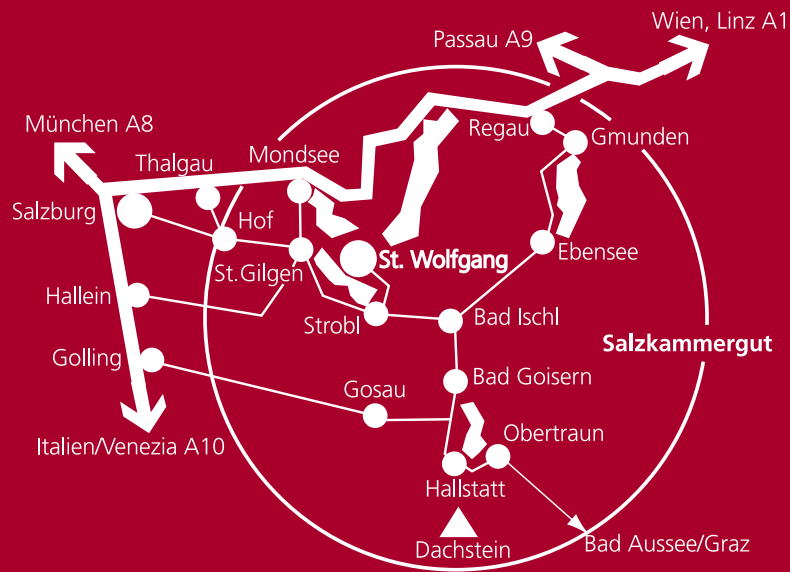 Wien, Linz A1
Passau A9
München A8
Regau
Gmunden
Mondsee
Thalgau
Salzburg
Hof
St.Gilgen
St. Wolfgang
Ebensee
Hallein
Strobl
Bad Ischl
Salzkammergut
Golling
Gosau
Bad Goisern
Italien/Venezia A10
Obertraun
Hallstatt
Dachstein
Bad Aussee/Graz